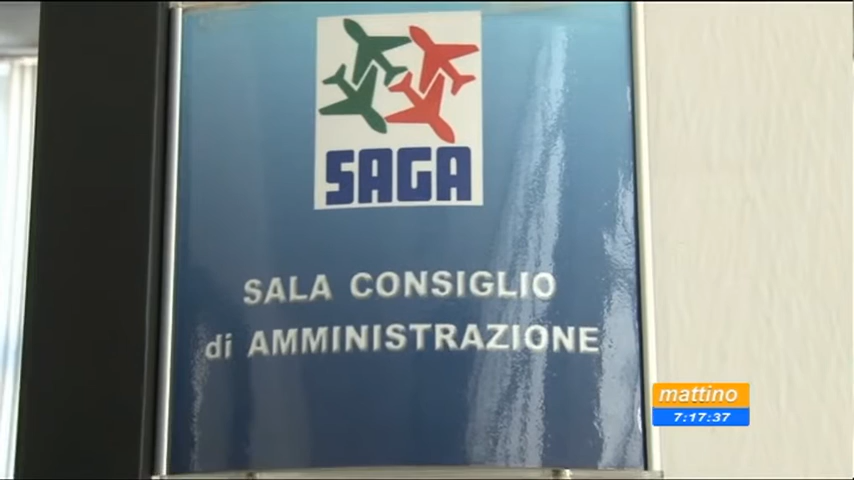 SAGA
SALA CONSIGLIO
di AMMINISTRAZIONE
mattino
7:17:37